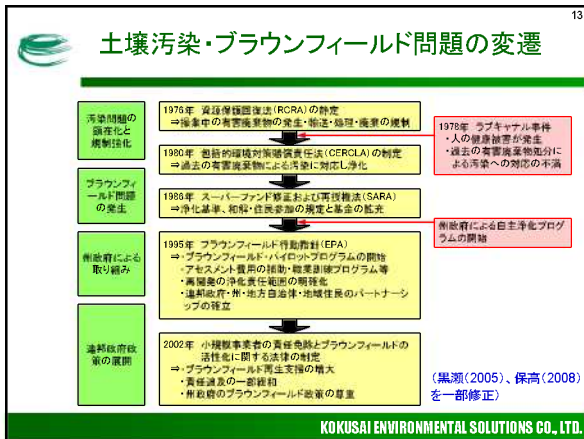 13
土壌汚染・ブラウンフィールド問題の変遷
汚染問題の
顕在化と
規制強化
1976年 資源保護回復法(RCRA)の制定
⇒操業中の有害廃棄物の発生・輸送・処理・廃棄の規制
1978年 ラブキャナル事件
・人の健康被害が発生
・過去の有害廃棄物処分に
よる汚染への対応の不満
1980年 包括的環境対策賠償責任法(CERCLA)の制定
⇒過去の有害廃棄物による汚染に対応し浄化
ブラウンフィ
ールド問題
の発生
1986年 スーパーファンド修正および再授権法(SARA)
⇒浄化基準、和解・住民参加の規定と基金の拡充
州政府による自主浄化プログ
ラムの開始
州政府による
取り組み
1995年 ブラウンフィールド行動指針(EPA)
⇒・ブラウンフィールド・パイロットプログラムの開始
・アセスメント費用の補助・職業訓練プログラム等
・再開発の浄化責任範囲の明確化
・連邦政府・州・地方自治体・地域住民のパートナーシ
ップの確立
連邦政府政
策の展開
2002年 小規模事業者の責任免除とブラウンフィールドの
活性化に関する法律の制定
⇒・ブラウンフィールド再生支援の増大
・責任追及の一部緩和
・州政府のブラウンフィールド政策の尊重
(黒瀬(2005)、保高(2008)
を一部修正)
KOKUSAI ENVIRONMENTAL SOLUTIONS CO., LTD.